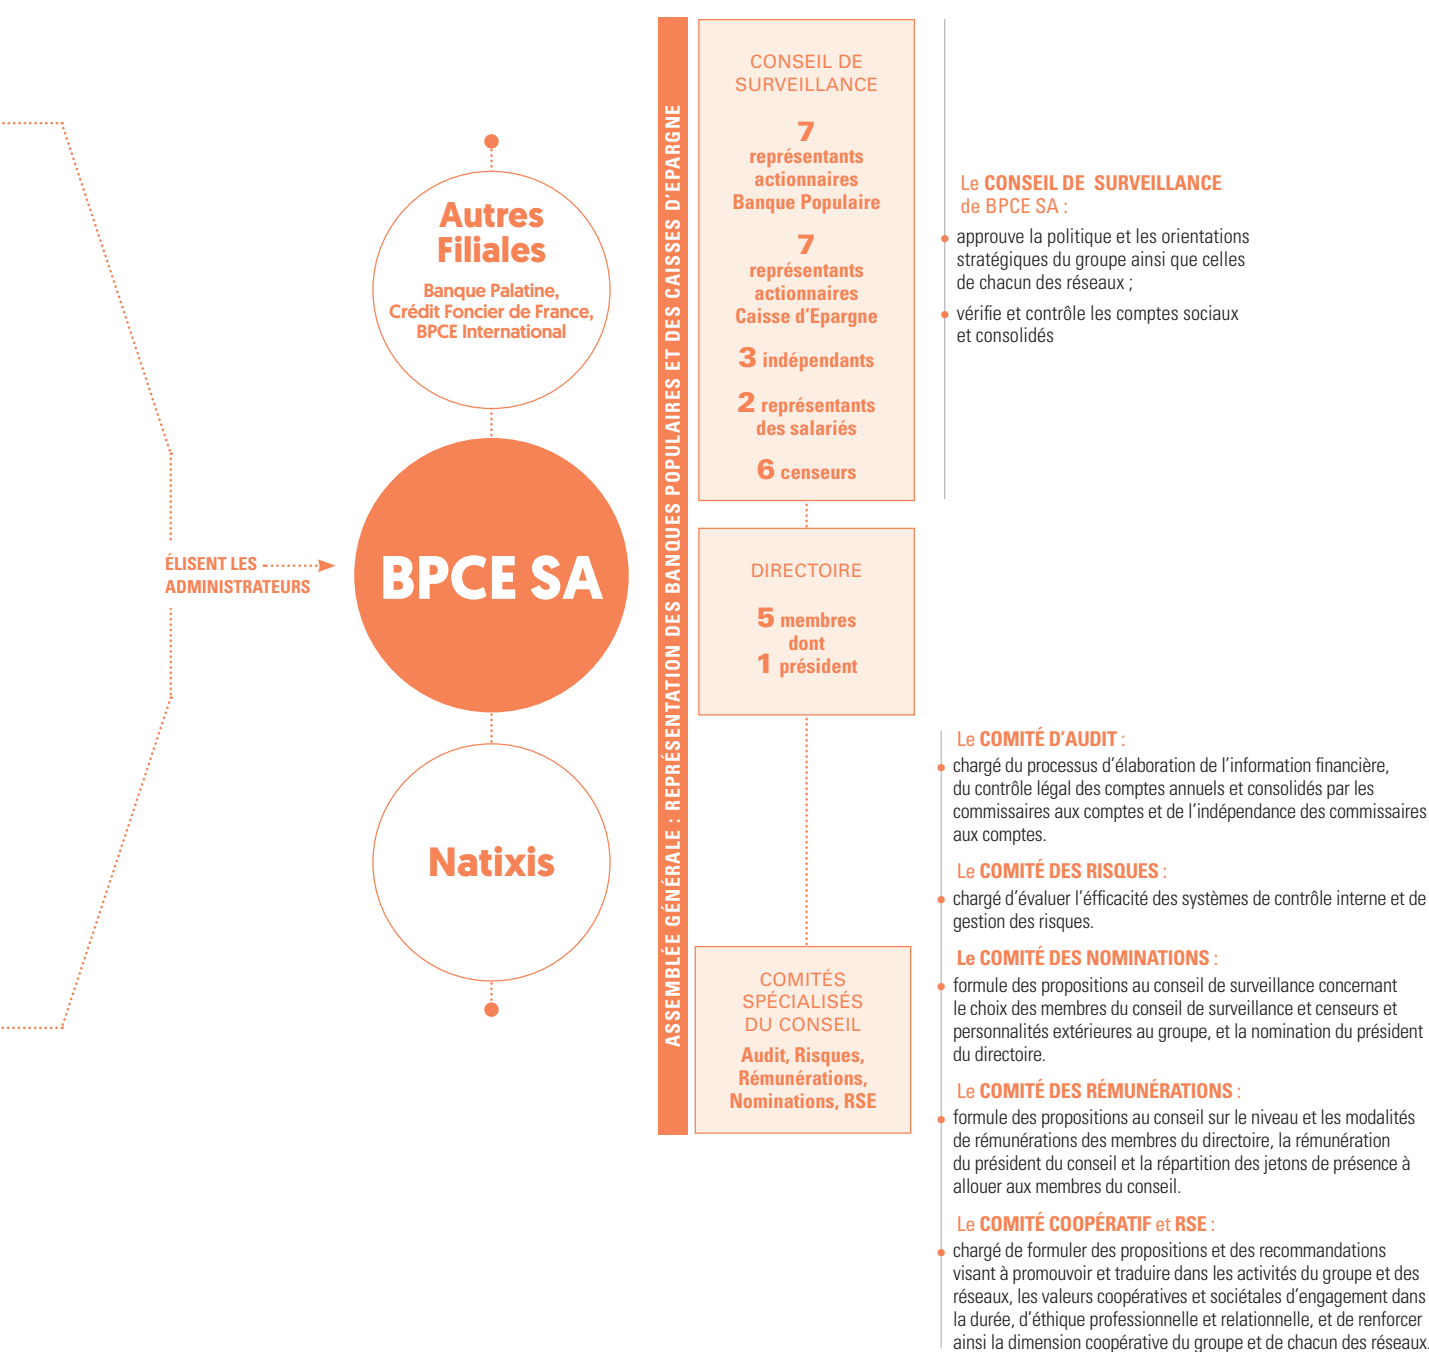 ÉLISENT LES
ADMINISTRATEURS
Autres
Filiales
Banque Palatine,
Crédit Foncier de France,
BPCE International
BPCE SA
Natixis
ASSEMBLÉE GÉNÉRALE : REPRÉSENTATION DES BANQUES POPULAIRES ET DES CAISSES D'EPARGNE
CONSEIL DE
SURVEILLANCE
7
représentants
actionnaires
Banque Populaire
7
représentants
actionnaires
Caisse d'Epargne
3 indépendants
2 représentants
des salariés
6 censeurs
DIRECTOIRE
5 membres
dont
1 président
COMITÉS
SPÉCIALISÉS
DU CONSEIL
Audit, Risques,
Rémunérations,
Nominations, RSE
Le CONSEIL DE SURVEILLANCE
de BPCE SA :
approuve la politique et les orientations
stratégiques du groupe ainsi que celles
de chacun des réseaux ;
vérifie et contrôle les comptes sociaux
et consolidés
Le COMITÉ D'AUDIT :
chargé du processus d'élaboration de l'information financière,
du contrôle légal des comptes annuels et consolidés par les
commissaires aux comptes et de l'indépendance des commissaires
aux comptes.
Le COMITÉ DES RISQUES :
chargé d'évaluer l'éfficacité des systèmes de contrôle interne et de
gestion des risques.
Le COMITÉ DES NOMINATIONS :
formule des propositions au conseil de surveillance concernant
le choix des membres du conseil de surveillance et censeurs et
personnalités extérieures au groupe, et la nomination du président
du directoire.
Le COMITÉ DES RÉMUNÉRATIONS :
formule des propositions au conseil sur le niveau et les modalités
de rémunérations des membres du directoire, la rémunération
du président du conseil et la répartition des jetons de présence à
allouer aux membres du conseil.
Le COMITÉ COOPÉRATIF et RSE :
chargé de formuler des propositions et des recommandations
visant à promouvoir et traduire dans les activités du groupe et des
réseaux, les valeurs coopératives et sociétales d'engagement dans
la durée, d'éthique professionnelle et relationnelle, et de renforcer
ainsi la dimension coopérative du groupe et de chacun des réseaux.